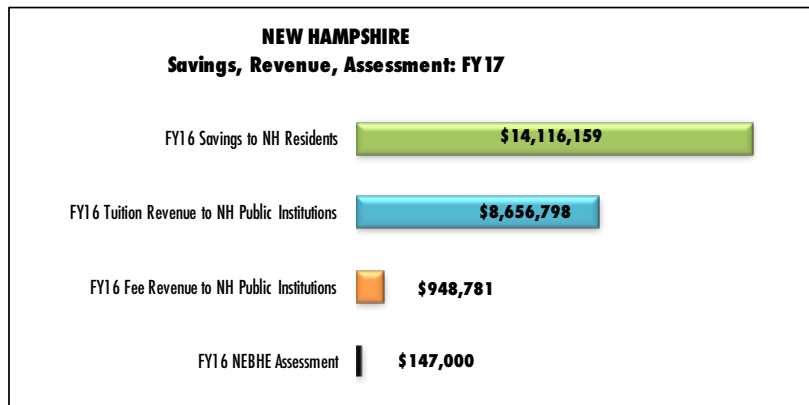 NEW HAMPSHIRE
Savings, Revenue, Assessment: FY17
FY16 Savings to NH Residents
$14,116,159
FY16 Tuition Revenue to NH Public Institutions
$8,656,798
FY16 Fee Revenue to NH Public Institutions
$948,781
FY16 NEBHE Assessment
$147,000